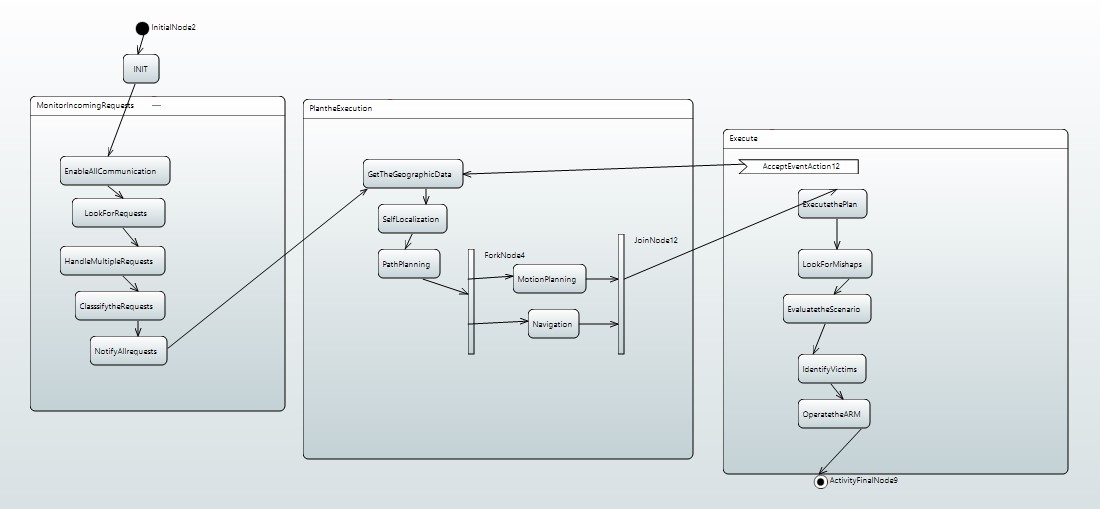 InitialNode2
INIT
MonitorIncomingRequests
EnableAllCommunication
LookForRequests
HandleMultipleRequests
ClasssifytheRequests
NotifyAllrequests
PlantheExecution
GetTheGeographicData
SelfLocalization
PathPlanning
ForkNode4
MotionPlanning
Navigation
JoinNode12
Execute
AcceptEventAction12
ExecutethePlan
LookForMishaps
EvaluatetheScenario
IdentifyVictims
OperatetheARM
ActivityFinalNode9